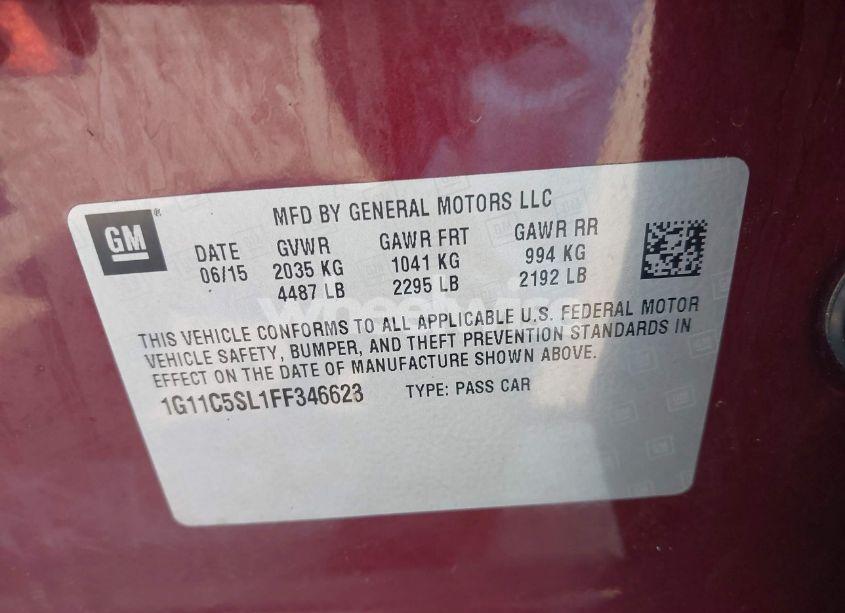 GM
MFD BY GENERAL MOTORS LLC
DATE GVWR GAWR FRT GAWR RR
06/15 2035 KG 1041 KG 994 KG
4487 LB 2295 LB 2192 LB
THIS VEHICLE CONFORMS TO ALL APPLICABLE U.S. FEDERAL MOTOR
VEHICLE SAFETY, BUMPER, AND THEFT PREVENTION STANDARDS IN
EFFECT ON THE DATE OF MANUFACTURE SHOWN ABOVE.
1G11C5SL1FF346623 TYPE: PASS CAR